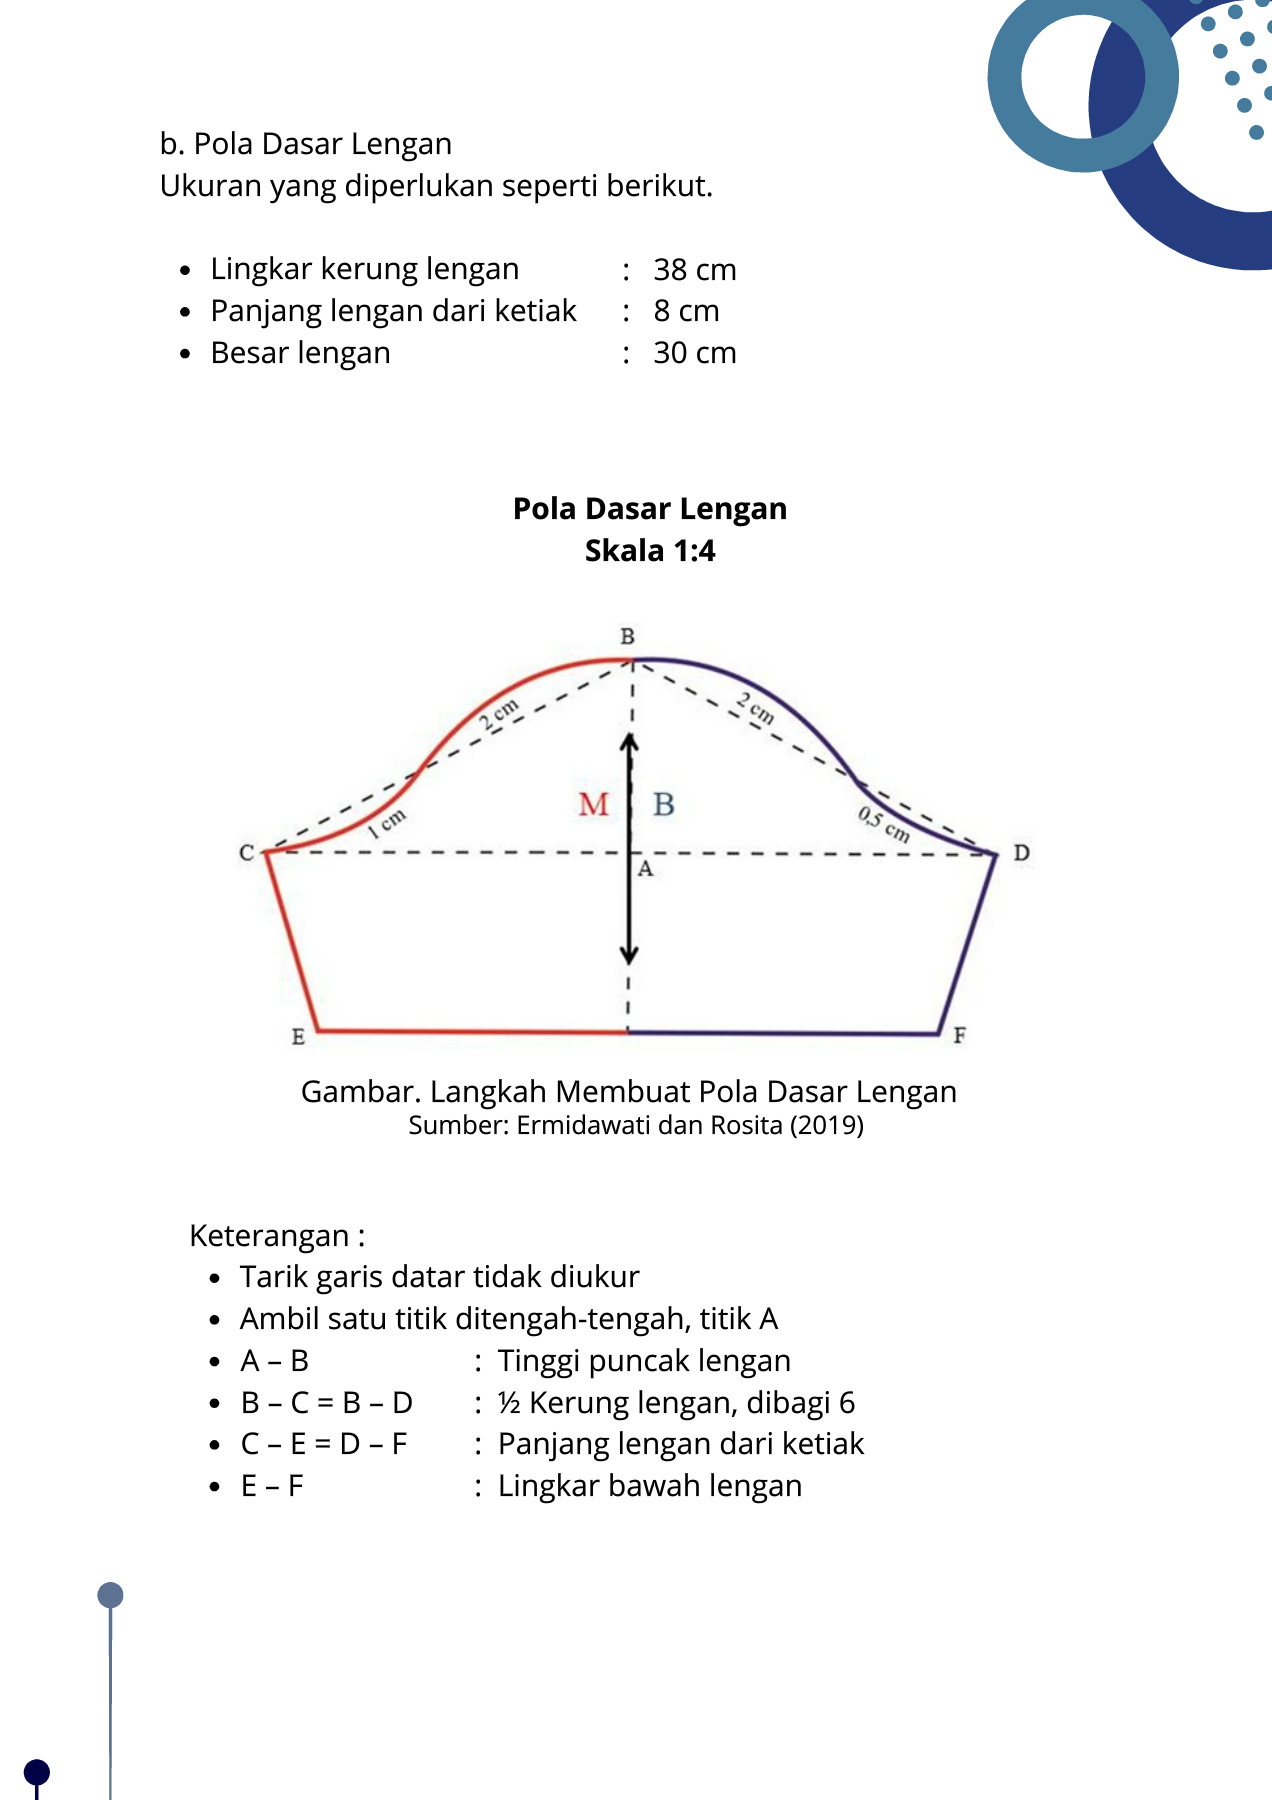 b. Pola Dasar Lengan
Ukuran yang diperlukan seperti berikut.
• Lingkar kerung lengan : 38 cm
• Panjang lengan dari ketiak : 8 cm
• Besar lengan : 30 cm
Pola Dasar Lengan
Skala 1:4
B
2 cm 2 cm
M B
1 cm 0,5 cm
C D
A
E F
Gambar. Langkah Membuat Pola Dasar Lengan
Sumber: Ermidawati dan Rosita (2019)
Keterangan :
• Tarik garis datar tidak diukur
• Ambil satu titik ditengah-tengah, titik A
• A – B : Tinggi puncak lengan
• B – C = B – D : ½ Kerung lengan, dibagi 6
• C – E = D – F : Panjang lengan dari ketiak
• E – F : Lingkar bawah lengan